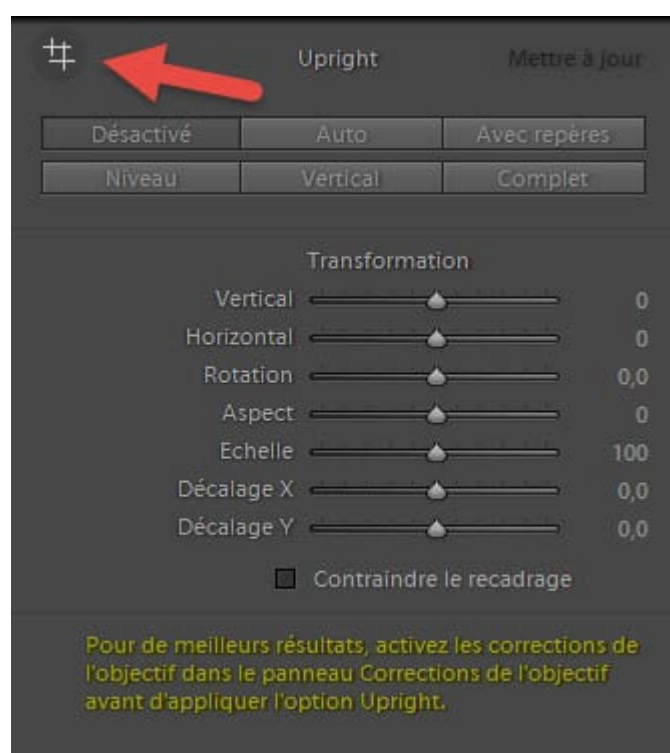 Upright Mettre à jour
Désactivé Auto Avec repères
Niveau Vertical Complet
Transformation
Vertical 0
Horizontal 0
Rotation 0,0
Aspect 0
Echelle 100
Décalage X 0,0
Décalage Y 0,0
Contraindre le recadrage
Pour de meilleurs résultats, activez les corrections de
l'objectif dans le panneau Corrections de l'objectif
avant d'appliquer l'option Upright.